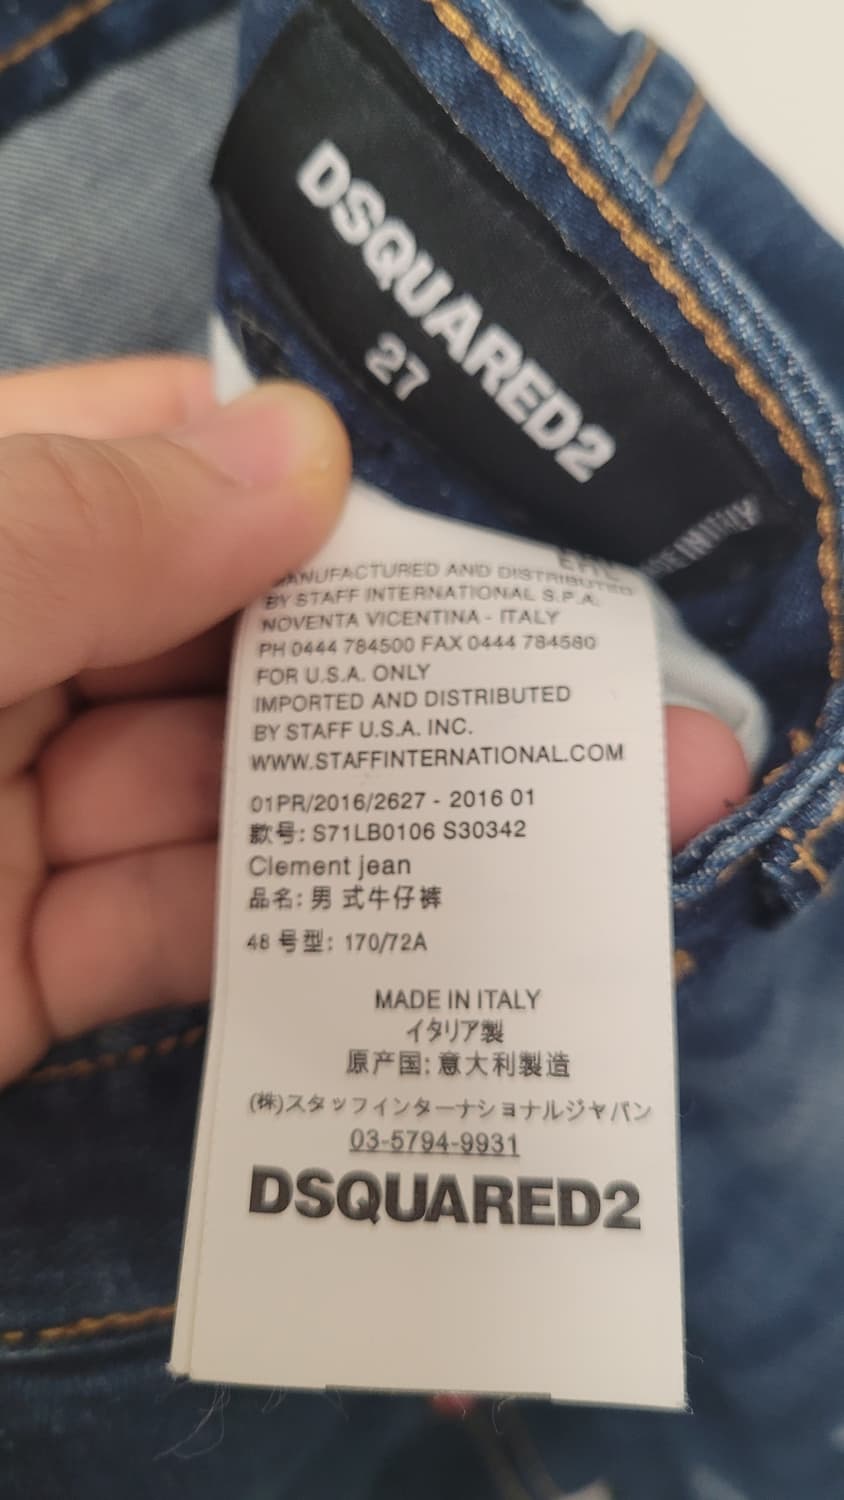 DSQUARED2
27
MANUFACTURED AND DISTRIBUTED
BY STAFF INTERNATIONAL S.P.A.
NOVENTA VICENTINA - ITALY
PH 0444 784500 FAX 0444 784580
FOR U.S.A. ONLY
IMPORTED AND DISTRIBUTED
BY STAFF U.S.A. INC.
WWW.STAFFINTERNATIONAL.COM
01PR/2016/2627 - 2016 01
款号: S71LB0106 S30342
Clement jean
品名: 男 式牛仔裤
48 号型: 170/72A
MADE IN ITALY
イタリア製
原产国: 意大利製造
(株)スタッフインターナショナルジャパン
03-5794-9931
DSQUARED2